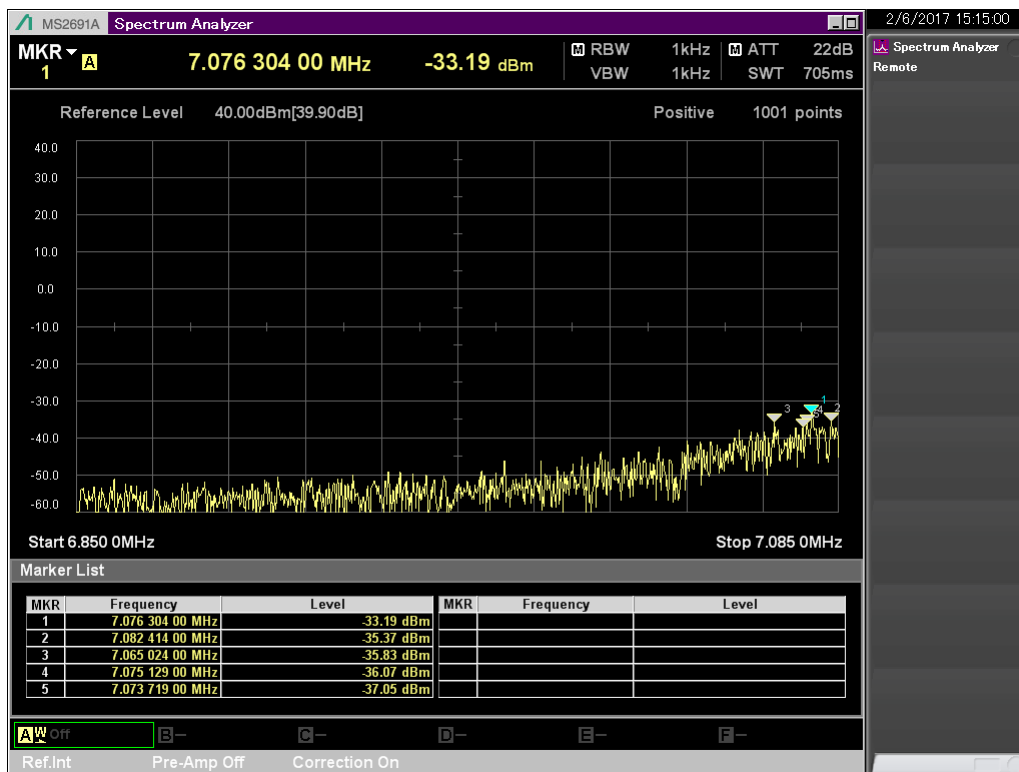 MS2691A Spectrum Analyzer
2/6/2017 15:15:00
MKR 1 A 7.076 304 00 MHz -33.19 dBm
M RBW 1kHz M ATT 22dB
VBW 1kHz SWT 705ms
Spectrum Analyzer
Remote
Reference Level 40.00dBm[39.90dB] Positive 1001 points
40.0
30.0
20.0
10.0
0.0
-10.0
-20.0
-30.0
-40.0
-50.0
-60.0
1
3
4
2
5
Start 6.850 0MHz Stop 7.085 0MHz
Marker List
MKR Frequency Level MKR Frequency Level
1 7.076 304 00 MHz -33.19 dBm
2 7.082 414 00 MHz -35.37 dBm
3 7.065 024 00 MHz -35.83 dBm
4 7.075 129 00 MHz -36.07 dBm
5 7.073 719 00 MHz -37.05 dBm
A W Off B— C— D— E— F—
Ref.Int Pre-Amp Off Correction On